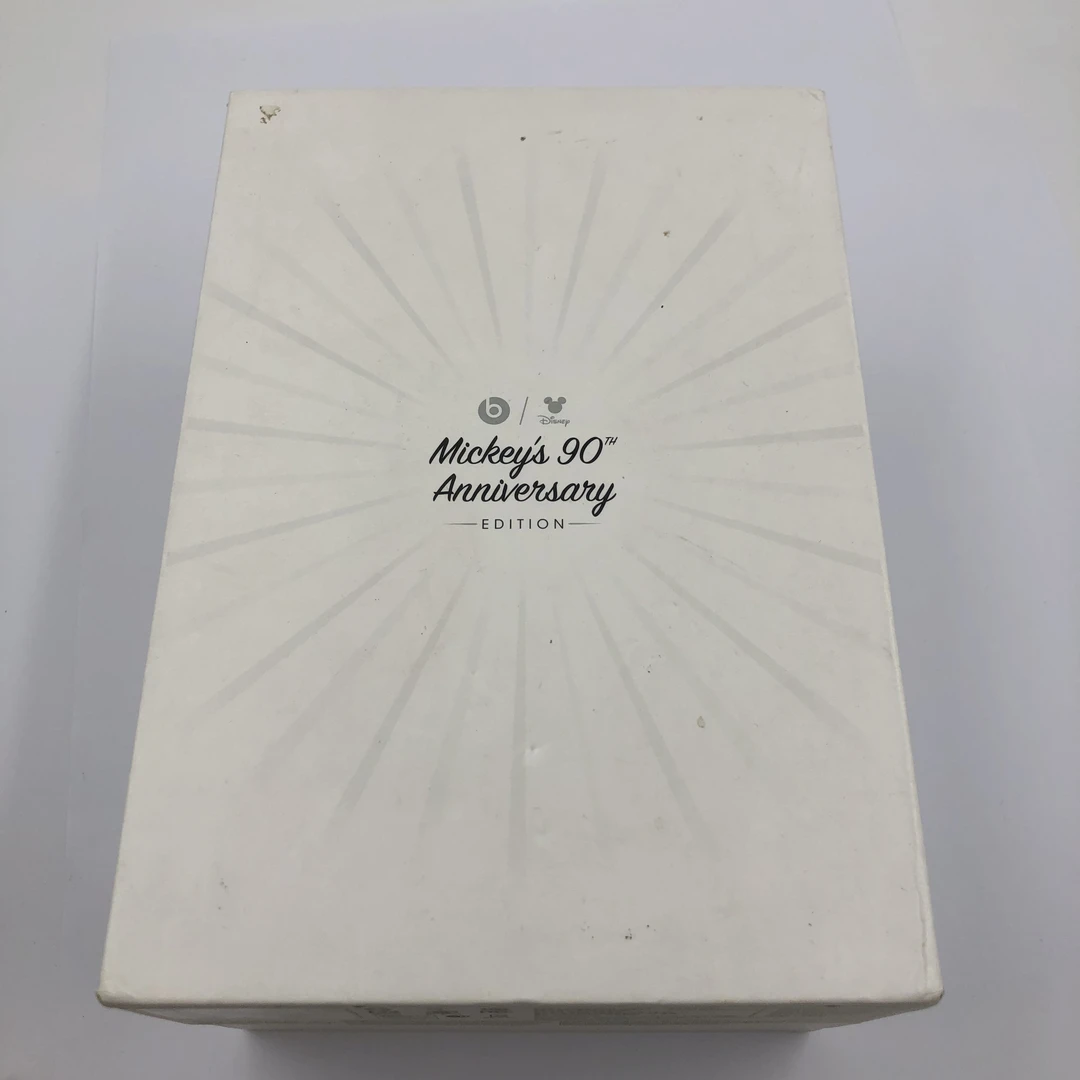 b / Disney
Mickey's 90TH
Anniversary
EDITION